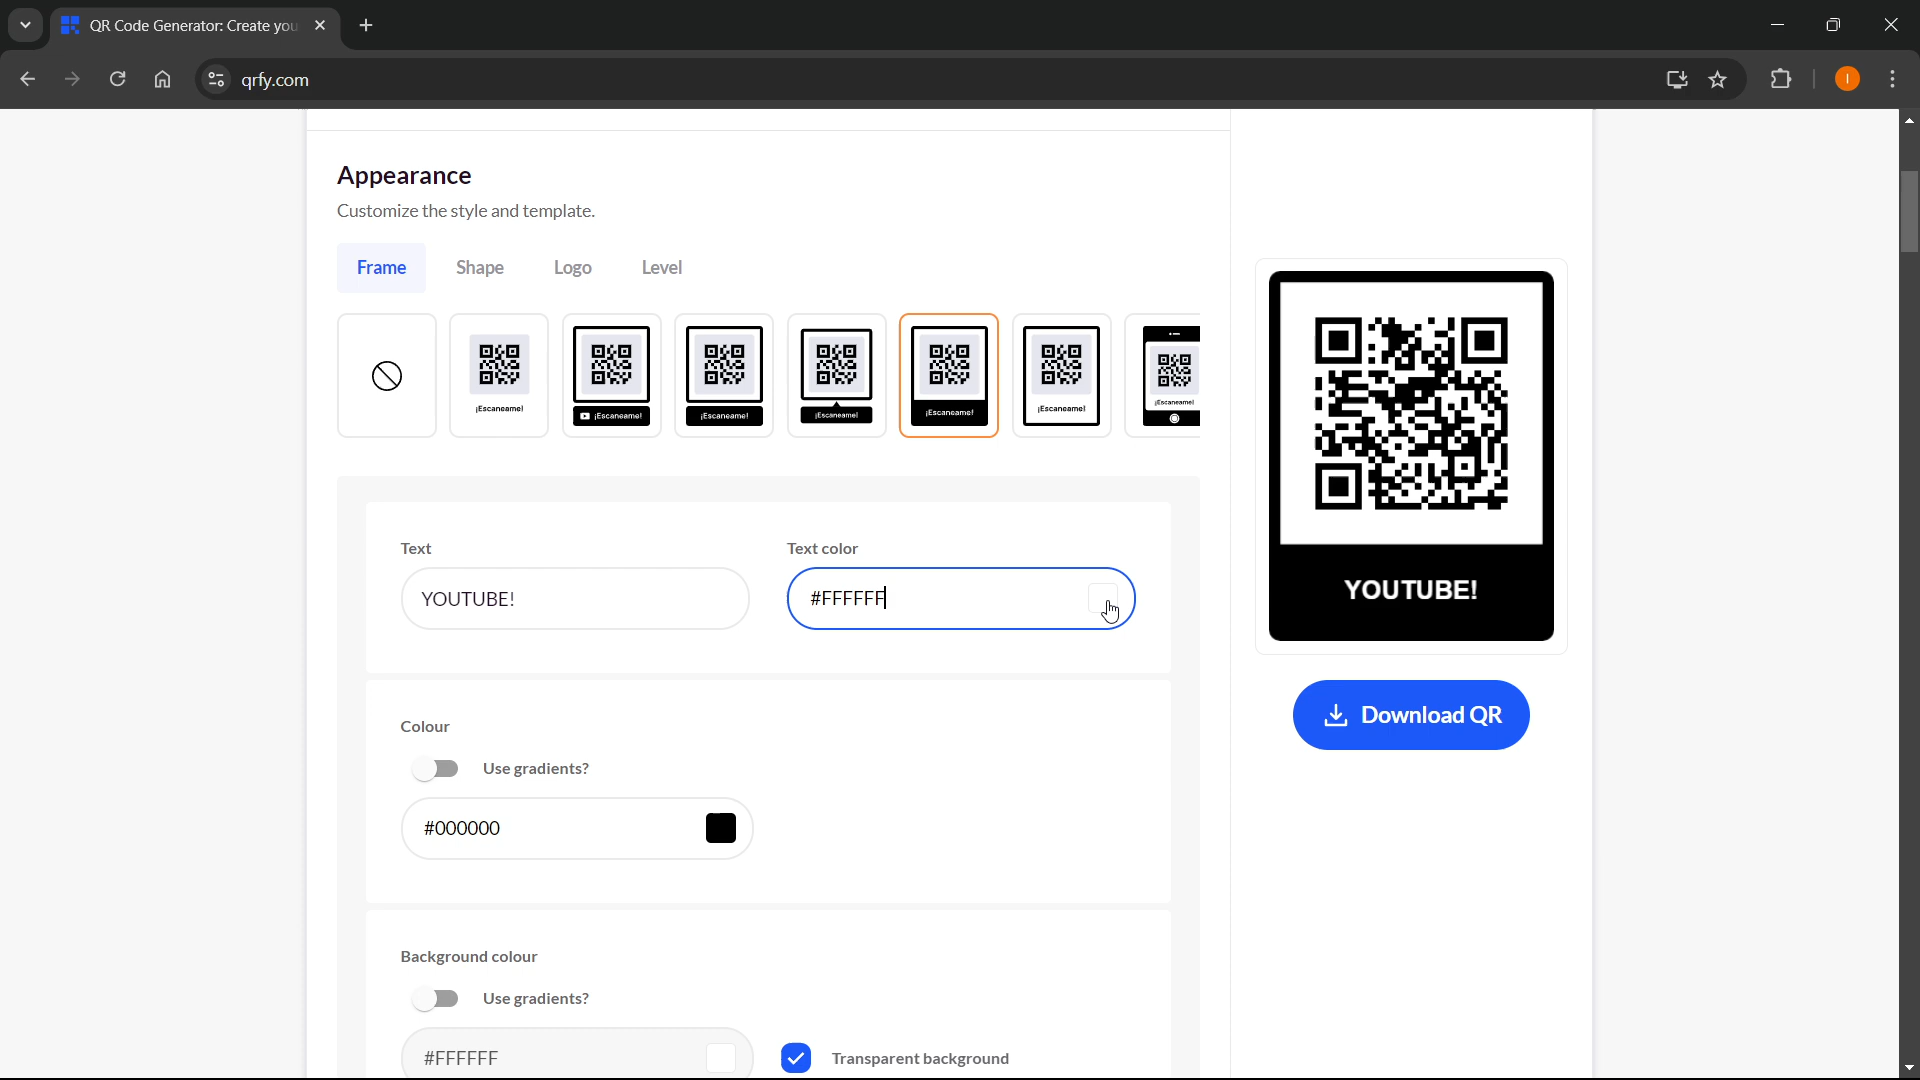 QR Code Generator: Create you
qrfy.com
I
Appearance
Customize the style and template.
Frame
Shape
Logo
Level
¡Escaneame!
¡Escaneame!
¡Escaneame!
¡Escaneame!
¡Escaneame!
¡Escaneame!
¡Escaneame!
Text
Text color
YOUTUBE!
#FFFFFF
YOUTUBE!
Download QR
Colour
Use gradients?
#000000
Background colour
Use gradients?
#FFFFFF
Transparent background